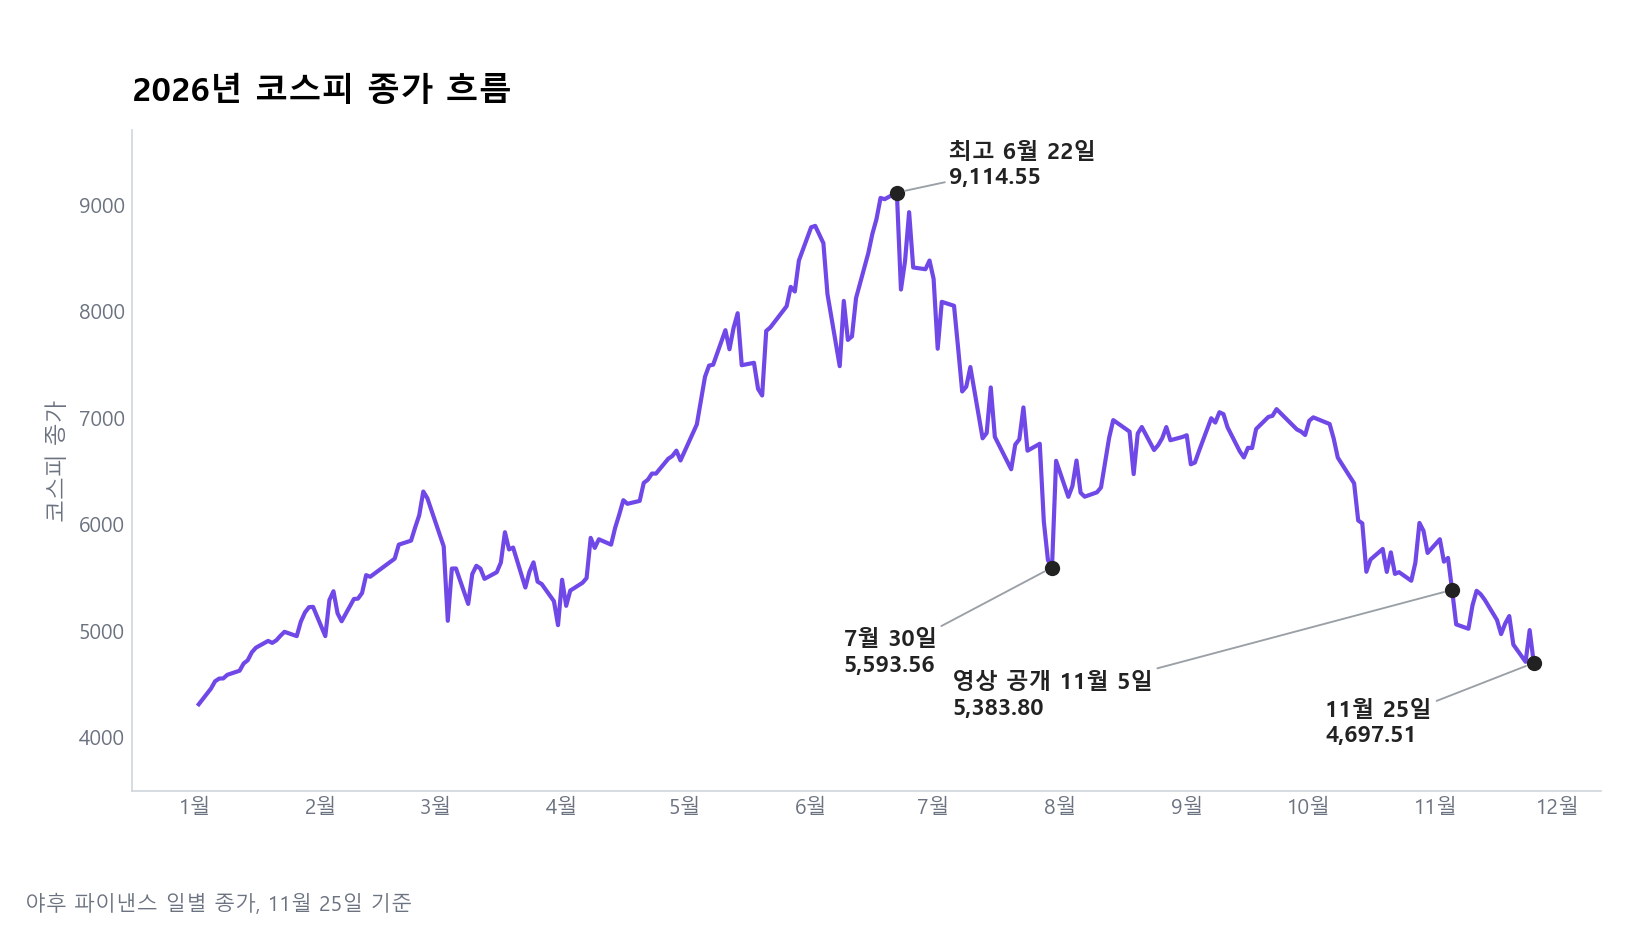 2026년 코스피 종가 흐름
최고 6월 22일
9,114.55
9000
8000
7000
6000
5000
4000
코스피 종가
7월 30일
5,593.56
영상 공개 11월 5일
5,383.80
11월 25일
4,697.51
1월 2월 3월 4월 5월 6월 7월 8월 9월 10월 11월 12월
야후 파이낸스 일별 종가, 11월 25일 기준